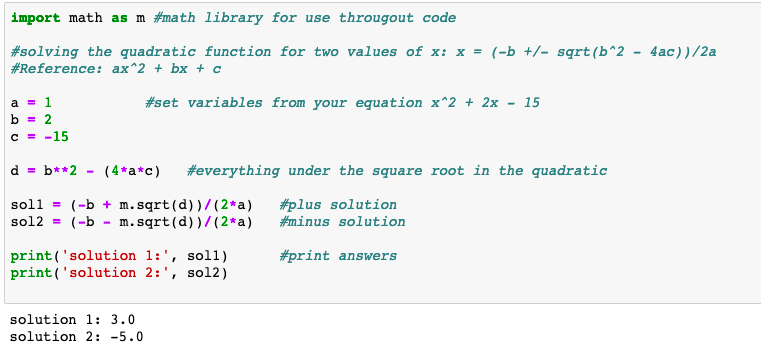 import math as m #math library for use througout code
#solving the quadratic function for two values of x: x = (-b +/- sqrt(b^2 - 4ac))/2a
#Reference: ax^2 + bx + c
a = 1 #set variables from your equation x^2 + 2x - 15
b = 2
c = -15
d = b**2 - (4*a*c) #everything under the square root in the quadratic
sol1 = (-b + m.sqrt(d))/(2*a) #plus solution
sol2 = (-b - m.sqrt(d))/(2*a) #minus solution
print('solution 1:', sol1) #print answers
print('solution 2:', sol2)
solution 1: 3.0
solution 2: -5.0